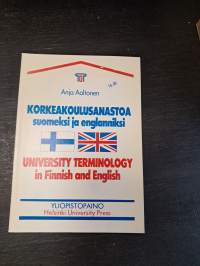 Anja Aaltonen
KORKEAKOULUSANASTOA
suomeksi ja englanniksi
UNIVERSITY TERMINOLOGY
in Finnish and English
YLIOPISTOPAINO
Helsinki University Press